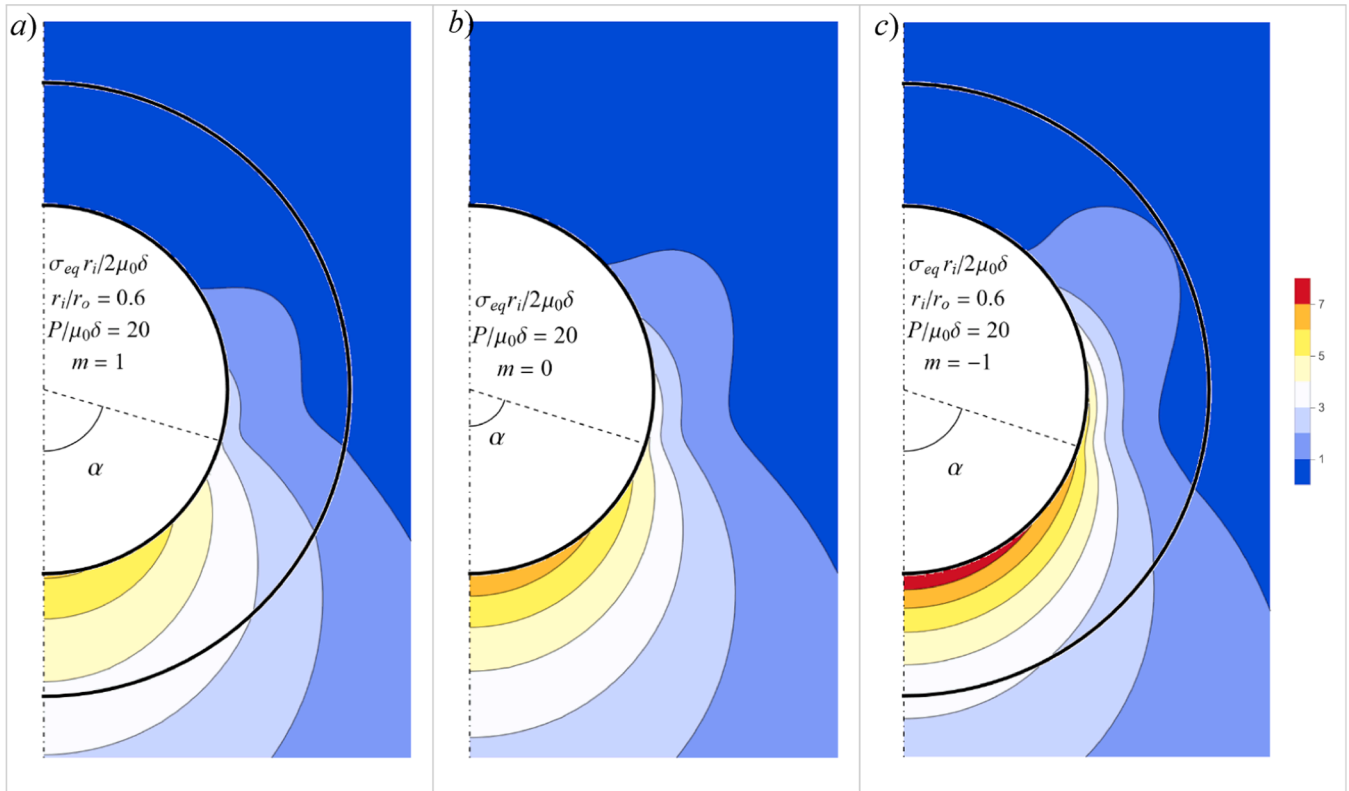 a)
σeq ri/2μ0δ
ri/ro = 0.6
P/μ0δ = 20
m = 1
α
b)
σeq ri/2μ0δ
P/μ0δ = 20
m = 0
α
c)
σeq ri/2μ0δ
ri/ro = 0.6
P/μ0δ = 20
m = −1
α
7
5
3
1